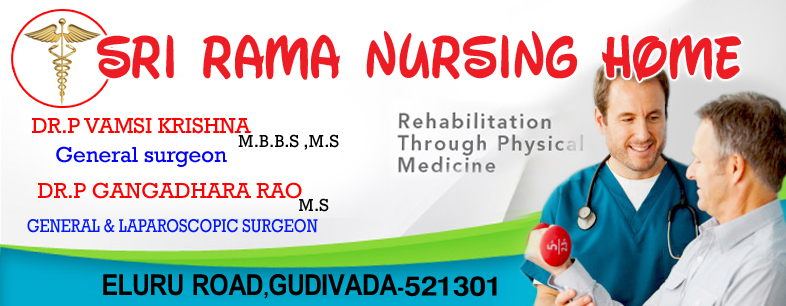 SRI RAMA NURSING HOME
DR.P VAMSI KRISHNA
M.B.B.S ,M.S
General surgeon
DR.P GANGADHARA RAO
M.S
GENERAL & LAPAROSCOPIC SURGEON
Rehabilitation
Through Physical
Medicine
ELURU ROAD,GUDIVADA-521301